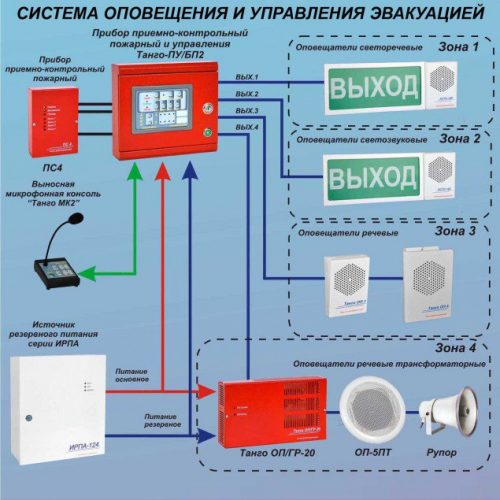 СИСТЕМА ОПОВЕЩЕНИЯ И УПРАВЛЕНИЯ ЭВАКУАЦИЕЙ
Прибор приемно-контрольный
пожарный и управления
Танго-ПУ/БП2
Прибор
приемно-контрольный
пожарный
ПС4
ВЫХ.1
ВЫХ.2
ВЫХ.3
ВЫХ.4
Оповещатели светоречевые
Зона 1
ВЫХОД
Оповещатели светозвуковые
Зона 2
ВЫХОД
Выносная
микрофонная консоль
"Танго МК2"
Оповещатели речевые
Зона 3
Источник
резервного питания
серии ИРПА
ИРПА-124
Питание
основное
Питание
резервное
Зона 4
Оповещатели речевые трансформаторные
Танго ОП/ГР-20
ОП-5ПТ
Рупор